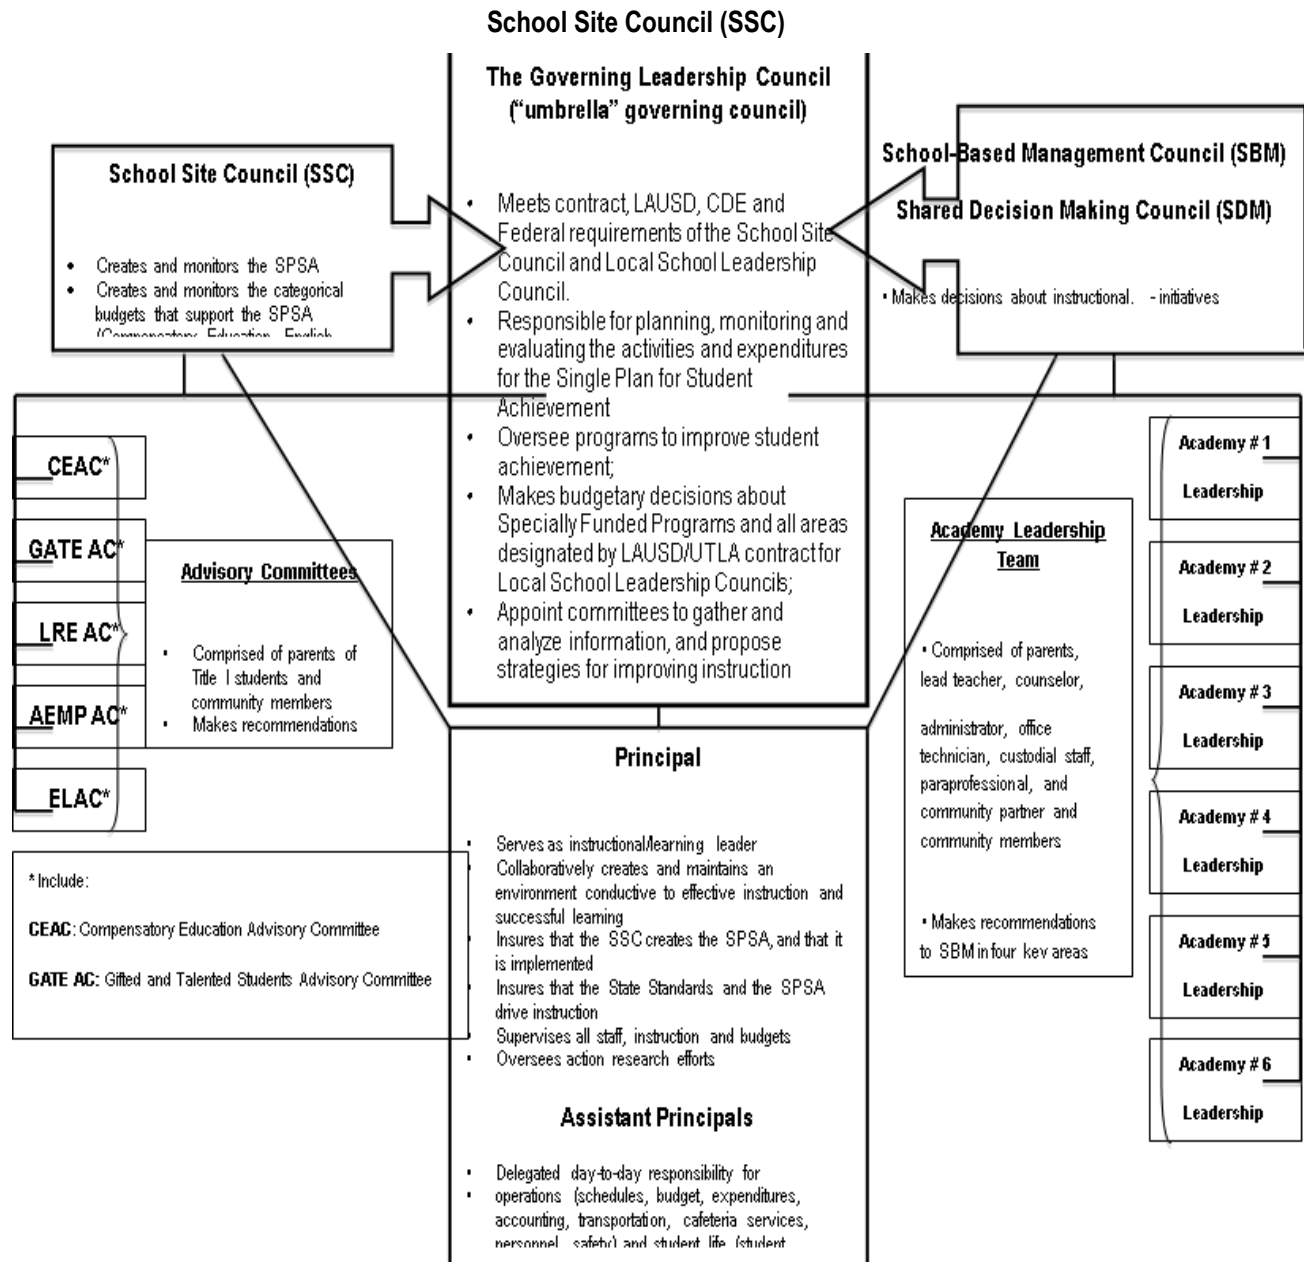 School Site Council (SSC)
The Governing Leadership Council
(“umbrella” governing council)
• Meets contract, LAUSD, CDE and
Federal requirements of the School Site
Council and Local School Leadership
Council.
• Responsible for planning, monitoring and
evaluating the activities and expenditures
for the Single Plan for Student
Achievement
• Oversee programs to improve student
achievement;
• Makes budgetary decisions about
Specially Funded Programs and all areas
designated by LAUSD/UTLA contract for
Local School Leadership Councils;
• Appoint committees to gather and
analyze information, and propose
strategies for improving instruction
School Site Council (SSC)
• Creates and monitors the SPSA
• Creates and monitors the categorical
budgets that support the SPSA
(Compensatory Education, English
School-Based Management Council (SBM)
Shared Decision Making Council (SDM)
• Makes decisions about instructional. - initiatives
CEAC*
GATE AC*
LRE AC*
AEMP AC*
ELAC*
Advisory Committees
• Comprised of parents of
Title I students and
community members
• Makes recommendations
* Include:
CEAC: Compensatory Education Advisory Committee
GATE AC: Gifted and Talented Students Advisory Committee
Principal
• Serves as instructional/learning leader
• Collaboratively creates and maintains an
environment conductive to effective instruction and
successful learning
• Insures that the SSC creates the SPSA, and that it
is implemented
• Insures that the State Standards and the SPSA
drive instruction
• Supervises all staff, instruction and budgets
• Oversees action research efforts
Assistant Principals
• Delegated day-to-day responsibility for
• operations (schedules, budget, expenditures,
accounting, transportation, cafeteria services,
personnel, safety) and student life (student
Academy Leadership
Team
• Comprised of parents,
lead teacher, counselor,
administrator, office
technician, custodial staff,
paraprofessional, and
community partner and
community members
• Makes recommendations
to SBM in four key areas
Academy # 1
Leadership
Academy # 2
Leadership
Academy # 3
Leadership
Academy # 4
Leadership
Academy # 5
Leadership
Academy # 6
Leadership